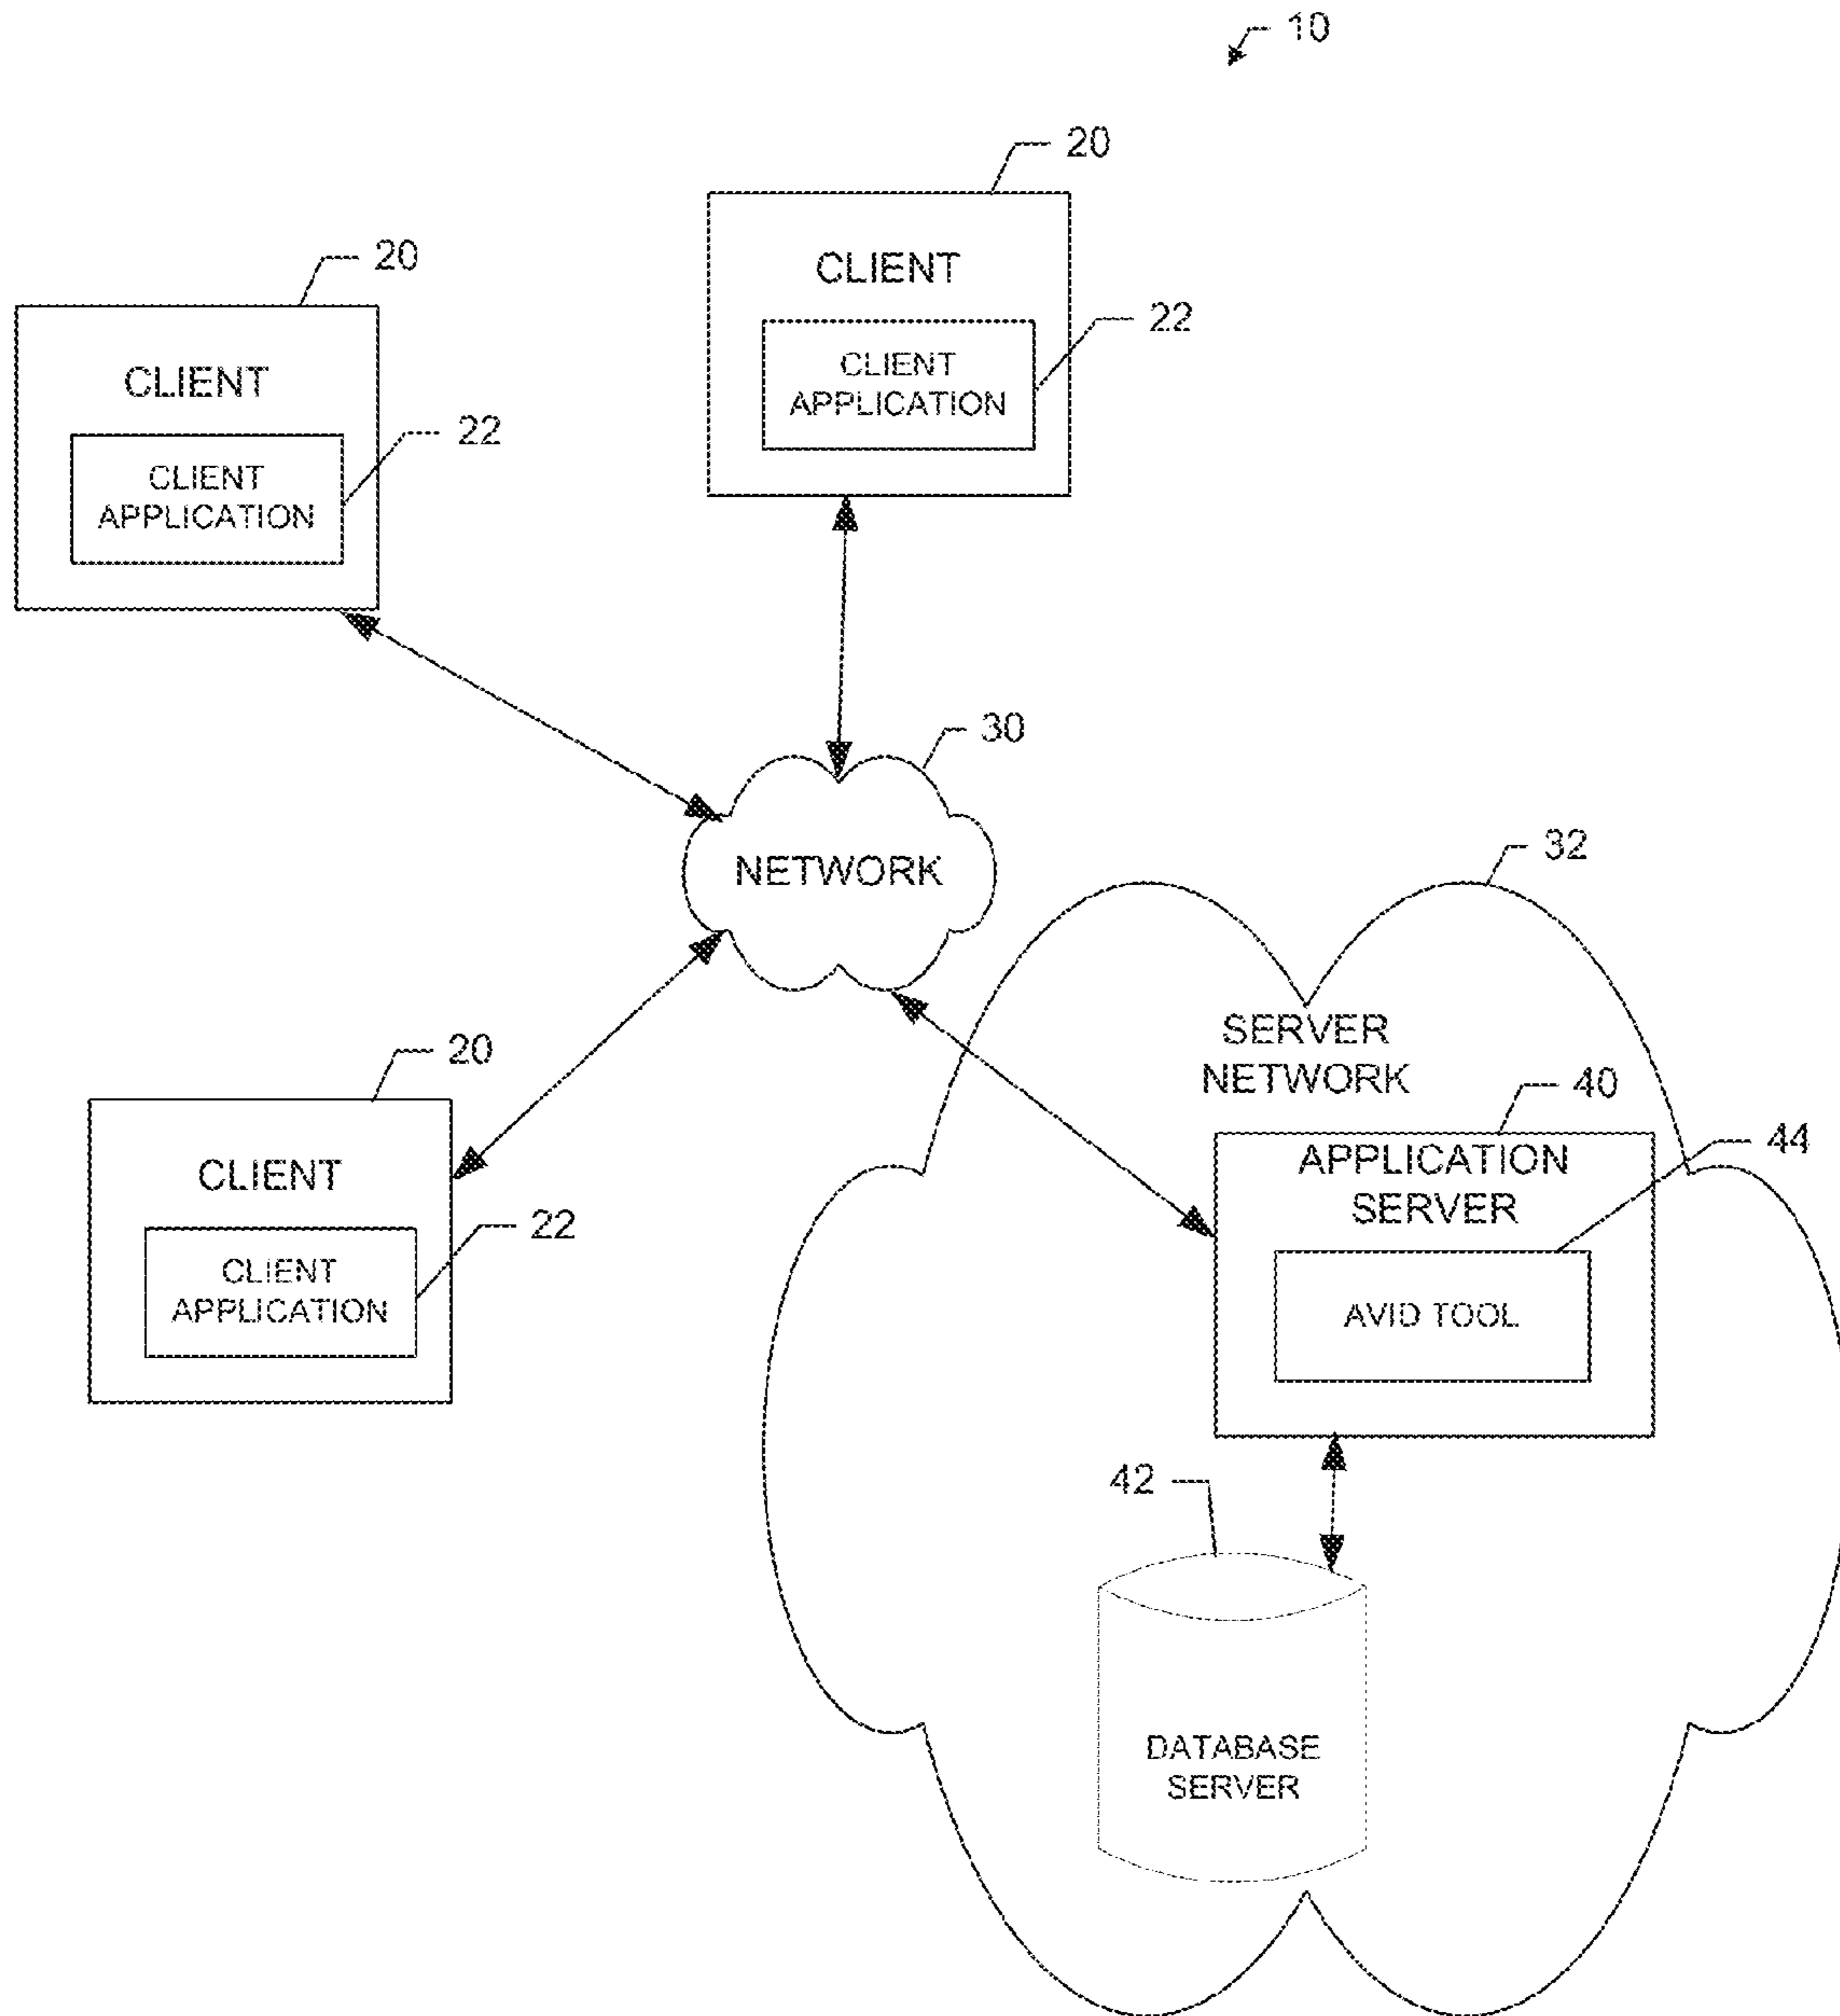 10
20
CLIENT
22
CLIENT
APPLICATION
20
CLIENT
22
CLIENT
APPLICATION
30
NETWORK
32
SERVER
NETWORK
20
CLIENT
22
CLIENT
APPLICATION
40
APPLICATION
SERVER
44
AVID TOOL
42
DATABASE
SERVER